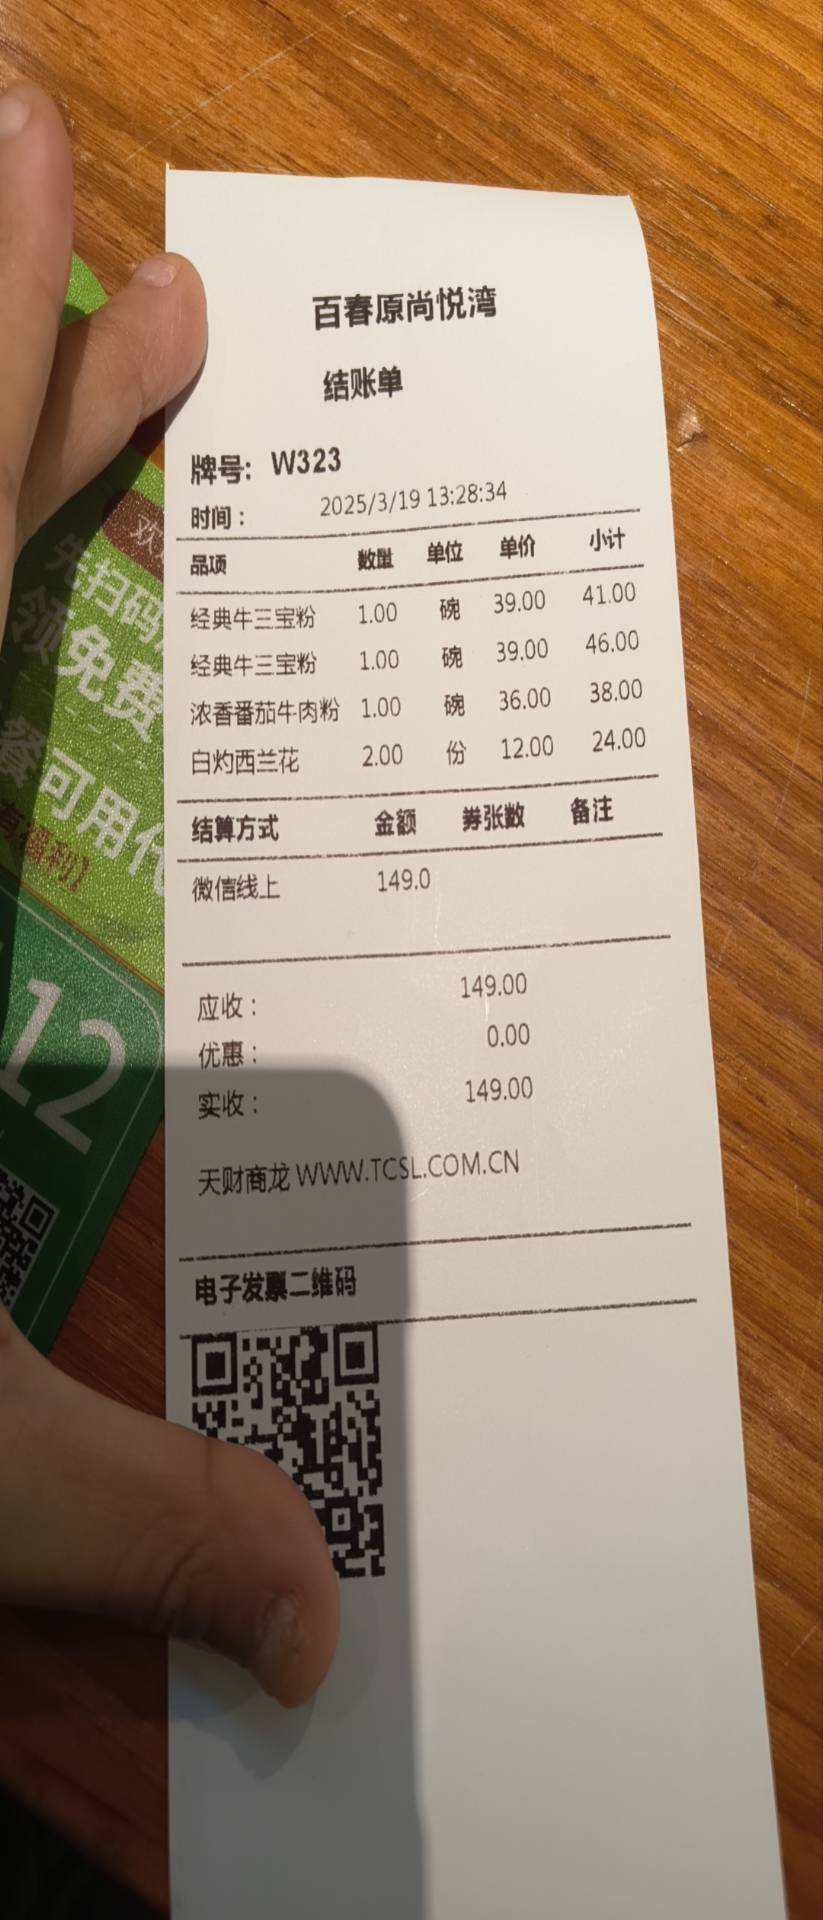 百春原尚悦湾
结账单
牌号: W323
时间: 2025/3/19 13:28:34
品项 数量 单位 单价 小计
经典牛三宝粉 1.00 碗 39.00 41.00
经典牛三宝粉 1.00 碗 39.00 46.00
浓香番茄牛肉粉 1.00 碗 36.00 38.00
白灼西兰花 2.00 份 12.00 24.00
结算方式 金额 券张数 备注
微信线上 149.0
应收: 149.00
优惠: 0.00
实收: 149.00
天财商龙 WWW.TCSL.COM.CN
电子发票二维码
先扫码
领免费
餐可用代
有福利】
12